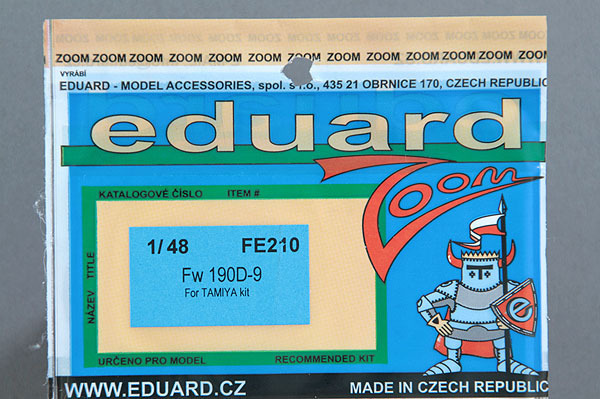 ZOOM ZOOM ZOOM ZOOM ZOOM ZOOM ZOOM ZOOM ZOOM ZOOM ZOOM ZOOM
VYRÁBÍ
EDUARD - MODEL ACCESSORIES, spol. s r.o., 435 21 OBRNICE 170, CZECH REPUBLIC
eduard
Zoom
KATALOGOVÉ ČÍSLO ITEM #
NÁZEV TITLE
1/48 FE210
Fw 190D-9
For TAMIYA kit
e
URČENO PRO MODEL RECOMMENDED KIT
WWW.EDUARD.CZ MADE IN CZECH REPUBLIC